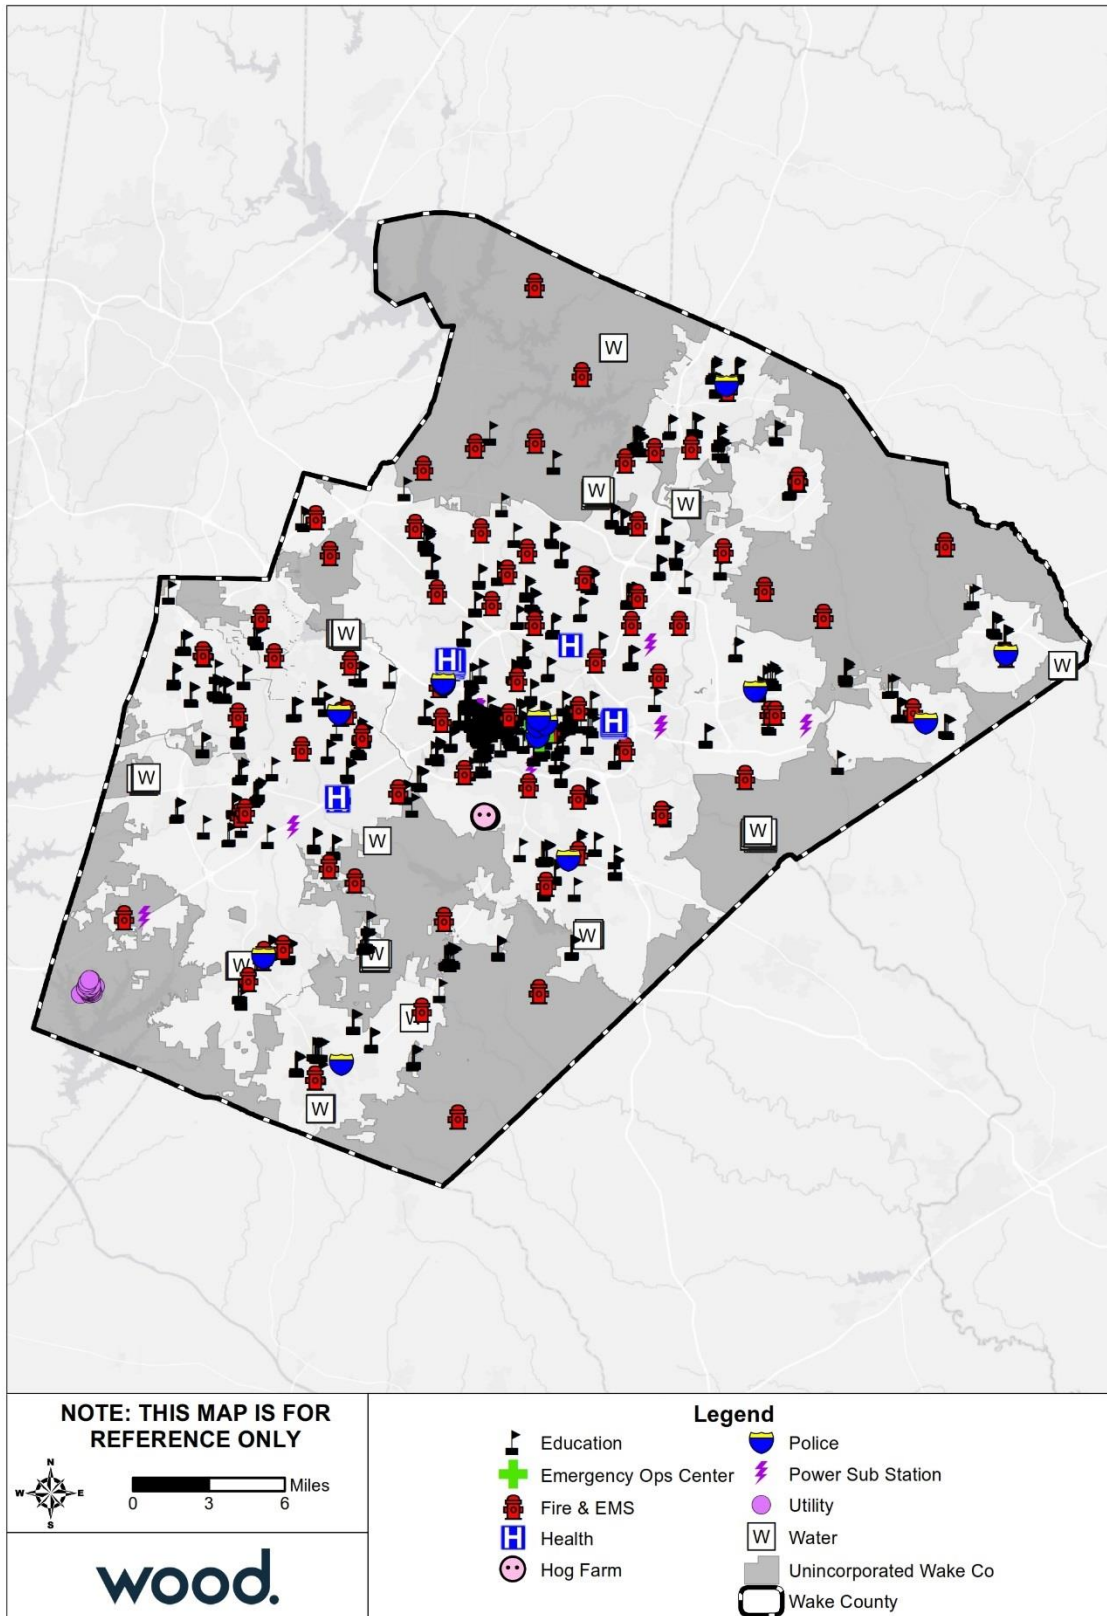 W
W
W
W
H
H
W
H
W
H
W
W
W
W
W
W
W
W
NOTE: THIS MAP IS FOR
REFERENCE ONLY
N
W E
S
Miles
0 3 6
wood.
Legend
Education
Emergency Ops Center
Fire & EMS
H Health
Hog Farm
Police
Power Sub Station
Utility
W Water
Unincorporated Wake Co
Wake County